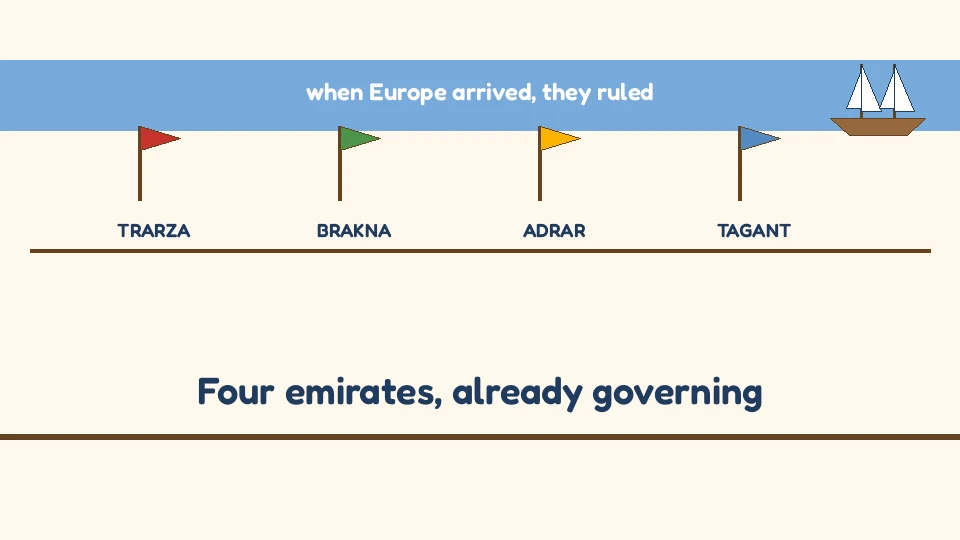 when Europe arrived, they ruled
TRARZA
BRAKNA
ADRAR
TAGANT
Four emirates, already governing